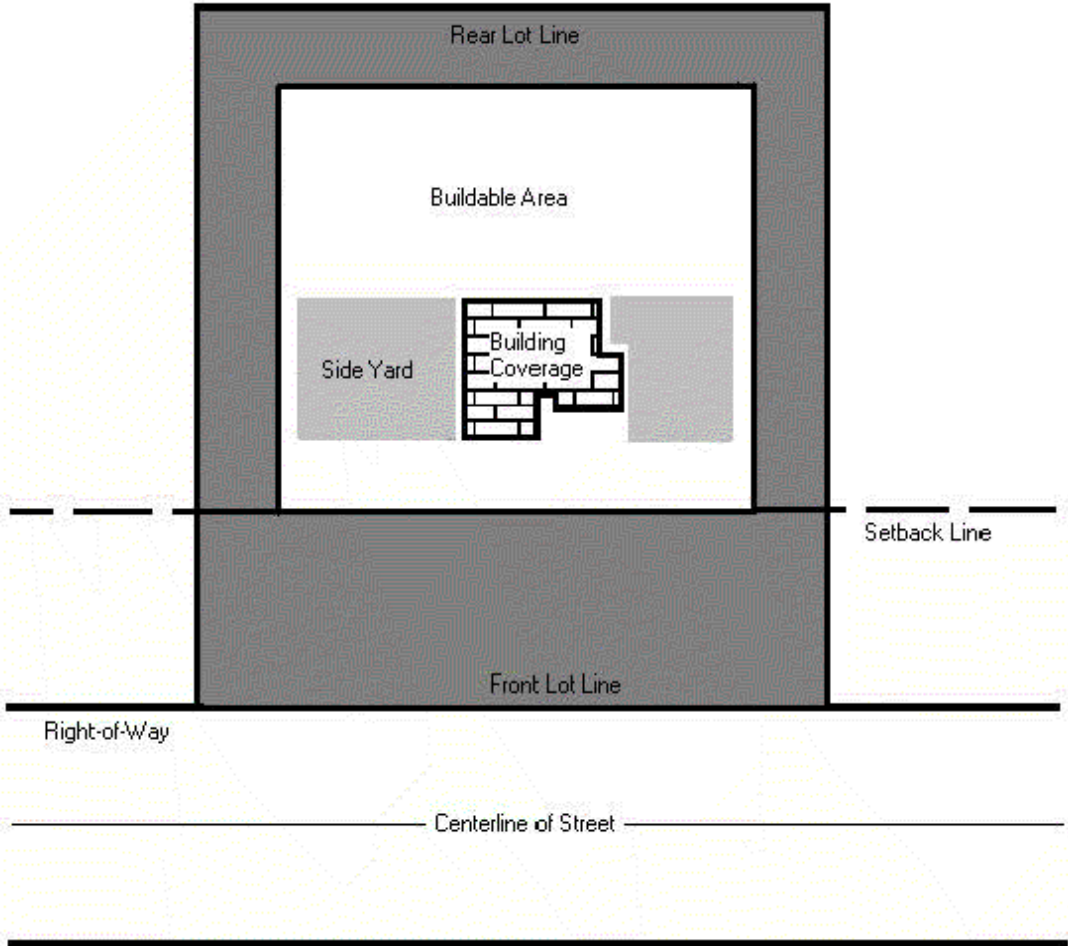 Rear Lot Line
Buildable Area
Building
Coverage
Side Yard
Setback Line
Front Lot Line
Right-of-Way
Centerline of Street